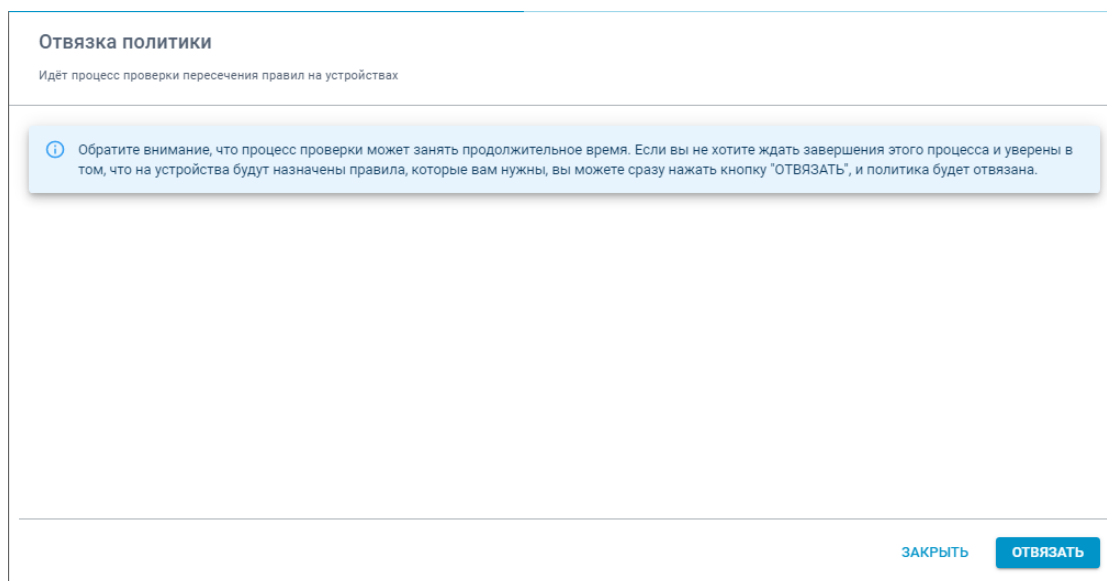 Отвязка политики
Идёт процесс проверки пересечения правил на устройствах
Обратите внимание, что процесс проверки может занять продолжительное время. Если вы не хотите ждать завершения этого процесса и уверены в
том, что на устройства будут назначены правила, которые вам нужны, вы можете сразу нажать кнопку "ОТВЯЗАТЬ", и политика будет отвязана.
ЗАКРЫТЬ ОТВЯЗАТЬ